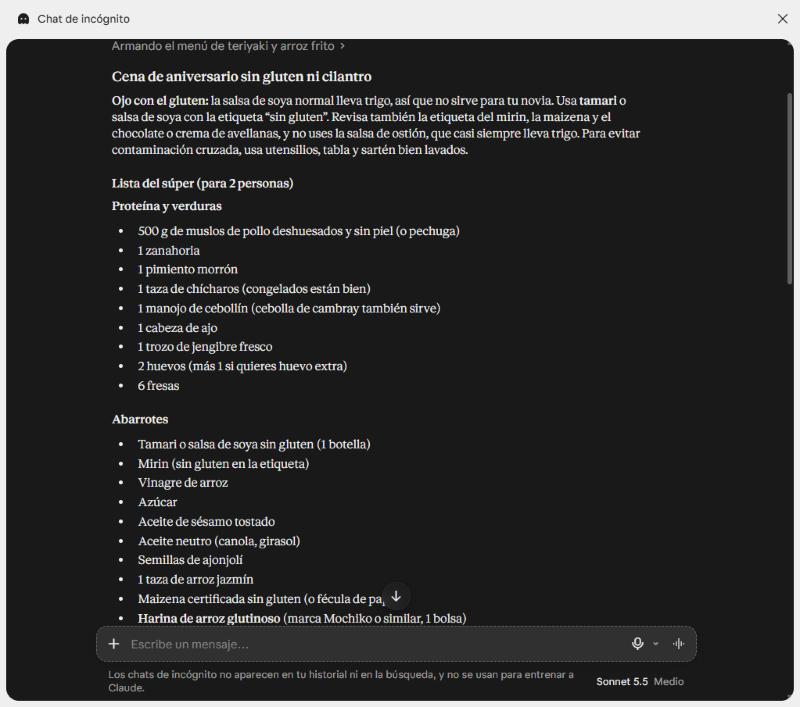 Chat de incógnito
Armando el menú de teriyaki y arroz frito
Cena de aniversario sin gluten ni cilantro
Ojo con el gluten: la salsa de soya normal lleva trigo, así que no sirve para tu novia. Usa tamari o
salsa de soya con la etiqueta “sin gluten”. Revisa también la etiqueta del mirin, la maizena y el
chocolate o crema de avellanas, y no uses la salsa de ostión, que casi siempre lleva trigo. Para evitar
contaminación cruzada, usa utensilios, tabla y sartén bien lavados.
Lista del súper (para 2 personas)
Proteína y verduras
• 500 g de muslos de pollo deshuesados y sin piel (o pechuga)
• 1 zanahoria
• 1 pimiento morrón
• 1 taza de chícharos (congelados están bien)
• 1 manojo de cebollín (cebolla de cambray también sirve)
• 1 cabeza de ajo
• 1 trozo de jengibre fresco
• 2 huevos (más 1 si quieres huevo extra)
• 6 fresas
Abarrotes
• Tamari o salsa de soya sin gluten (1 botella)
• Mirin (sin gluten en la etiqueta)
• Vinagre de arroz
• Azúcar
• Aceite de sésamo tostado
• Aceite neutro (canola, girasol)
• Semillas de ajonjolí
• 1 taza de arroz jazmín
• Maizena certificada sin gluten (o fécula de
• Harina de arroz glutinoso (marca Mochiko o similar, 1 bolsa)
Escribe un mensaje...
Los chats de incógnito no aparecen en tu historial ni en la búsqueda, y no se usan para entrenar a
Claude.
Sonnet 5.5 Medio